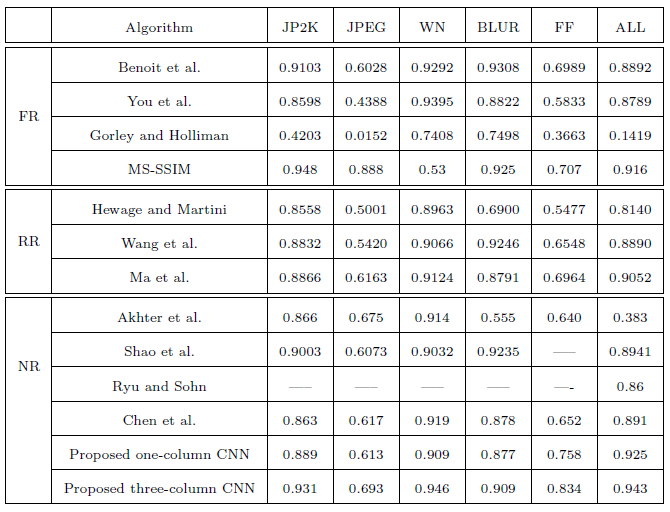 Algorithm JP2K JPEG WN BLUR FF ALL
Benoit et al. 0.9103 0.6028 0.9292 0.9308 0.6989 0.8892
You et al. 0.8598 0.4388 0.9395 0.8822 0.5833 0.8789
FR
Gorley and Holliman 0.4203 0.0152 0.7408 0.7498 0.3663 0.1419
MS-SSIM 0.948 0.888 0.53 0.925 0.707 0.916
Hewage and Martini 0.8558 0.5001 0.8963 0.6900 0.5477 0.8140
RR Wang et al. 0.8832 0.5420 0.9066 0.9246 0.6548 0.8890
Ma et al. 0.8866 0.6163 0.9124 0.8791 0.6964 0.9052
Akhter et al. 0.866 0.675 0.914 0.555 0.640 0.383
Shao et al. 0.9003 0.6073 0.9032 0.9235 —– 0.8941
NR
Ryu and Sohn —– —– —– —– —- 0.86
Chen et al. 0.863 0.617 0.919 0.878 0.652 0.891
Proposed one-column CNN 0.889 0.613 0.909 0.877 0.758 0.925
Proposed three-column CNN 0.931 0.693 0.946 0.909 0.834 0.943